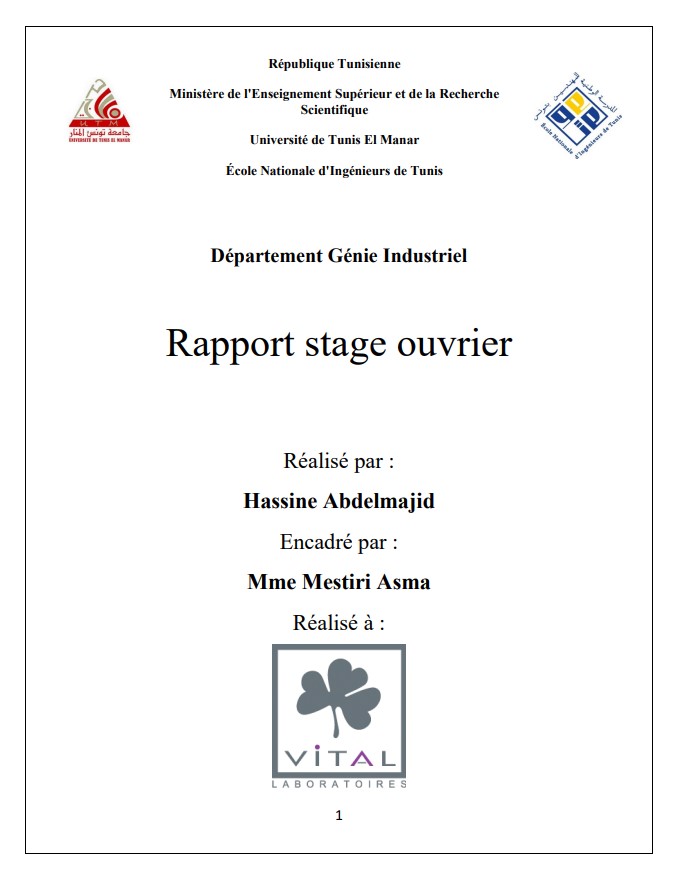 République Tunisienne
Ministère de l'Enseignement Supérieur et de la Recherche
Scientifique
Université de Tunis El Manar
École Nationale d'Ingénieurs de Tunis
UTM
جامعة تونس المنار
UNIVERSITÉ DE TUNIS EL MANAR
المدرسة الوطنية للمهندسين بتونس
École Nationale d'Ingénieurs de Tunis
Département Génie Industriel
Rapport stage ouvrier
Réalisé par :
Hassine Abdelmajid
Encadré par :
Mme Mestiri Asma
Réalisé à :
ViTAL
LABORATOIRES
1